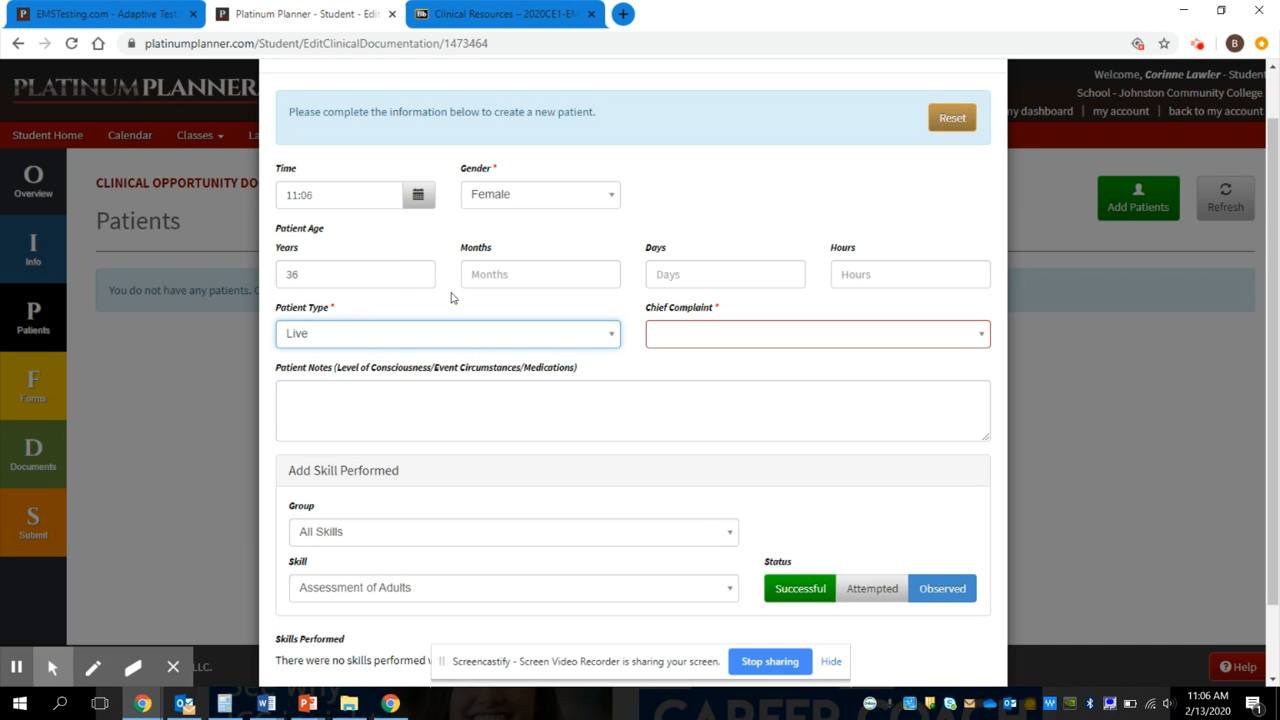 EMSTesting.com - Adaptive Test
Platinum Planner - Student - Edit
Clinical Resources – 2020CE1-EM
platinumplanner.com/Student/EditClinicalDocumentation/1473464
B
PLATINUM PLANNER
Welcome, Corinne Lawler - Student
School - Johnston Community College
my dashboard | my account | back to my account
Student Home Calendar Classes La
O
Overview
I
Info
P
Patients
F
Forms
D
Documents
S
Submit
CLINICAL OPPORTUNITY DO
Patients
Add Patients
Refresh
You do not have any patients.
Please complete the information below to create a new patient.
Reset
Time
Gender *
11:06
Female
Patient Age
Years Months Days Hours
36 Months Days Hours
Patient Type * Chief Complaint *
Live
Patient Notes (Level of Consciousness/Event Circumstances/Medications)
Add Skill Performed
Group
All Skills
Skill Status
Assessment of Adults
Successful Attempted Observed
Skills Performed
There were no skills performed
Screencastify - Screen Video Recorder is sharing your screen. Stop sharing Hide
LLC.
Help
See Why
CAREER COACH
11:06 AM
2/13/2020